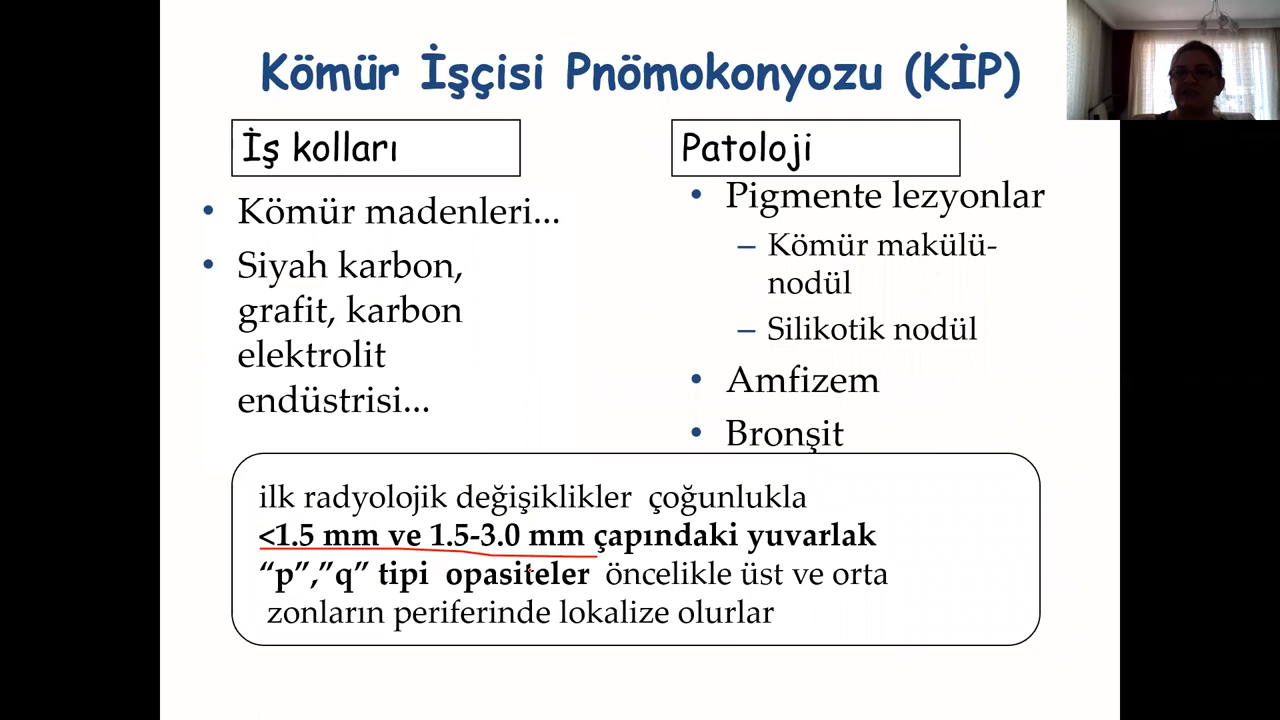 Kömür İşçisi Pnömokonyozu (KİP)
İş kolları
• Kömür madenleri...
• Siyah karbon,
grafit, karbon
elektrolit
endüstrisi...
Patoloji
• Pigmente lezyonlar
– Kömür makülü-
nodül
– Silikotik nodül
• Amfizem
• Bronşit
ilk radyolojik değişiklikler çoğunlukla
<1.5 mm ve 1.5-3.0 mm çapındaki yuvarlak
“p”,”q” tipi opasiteler öncelikle üst ve orta
zonların periferinde lokalize olurlar